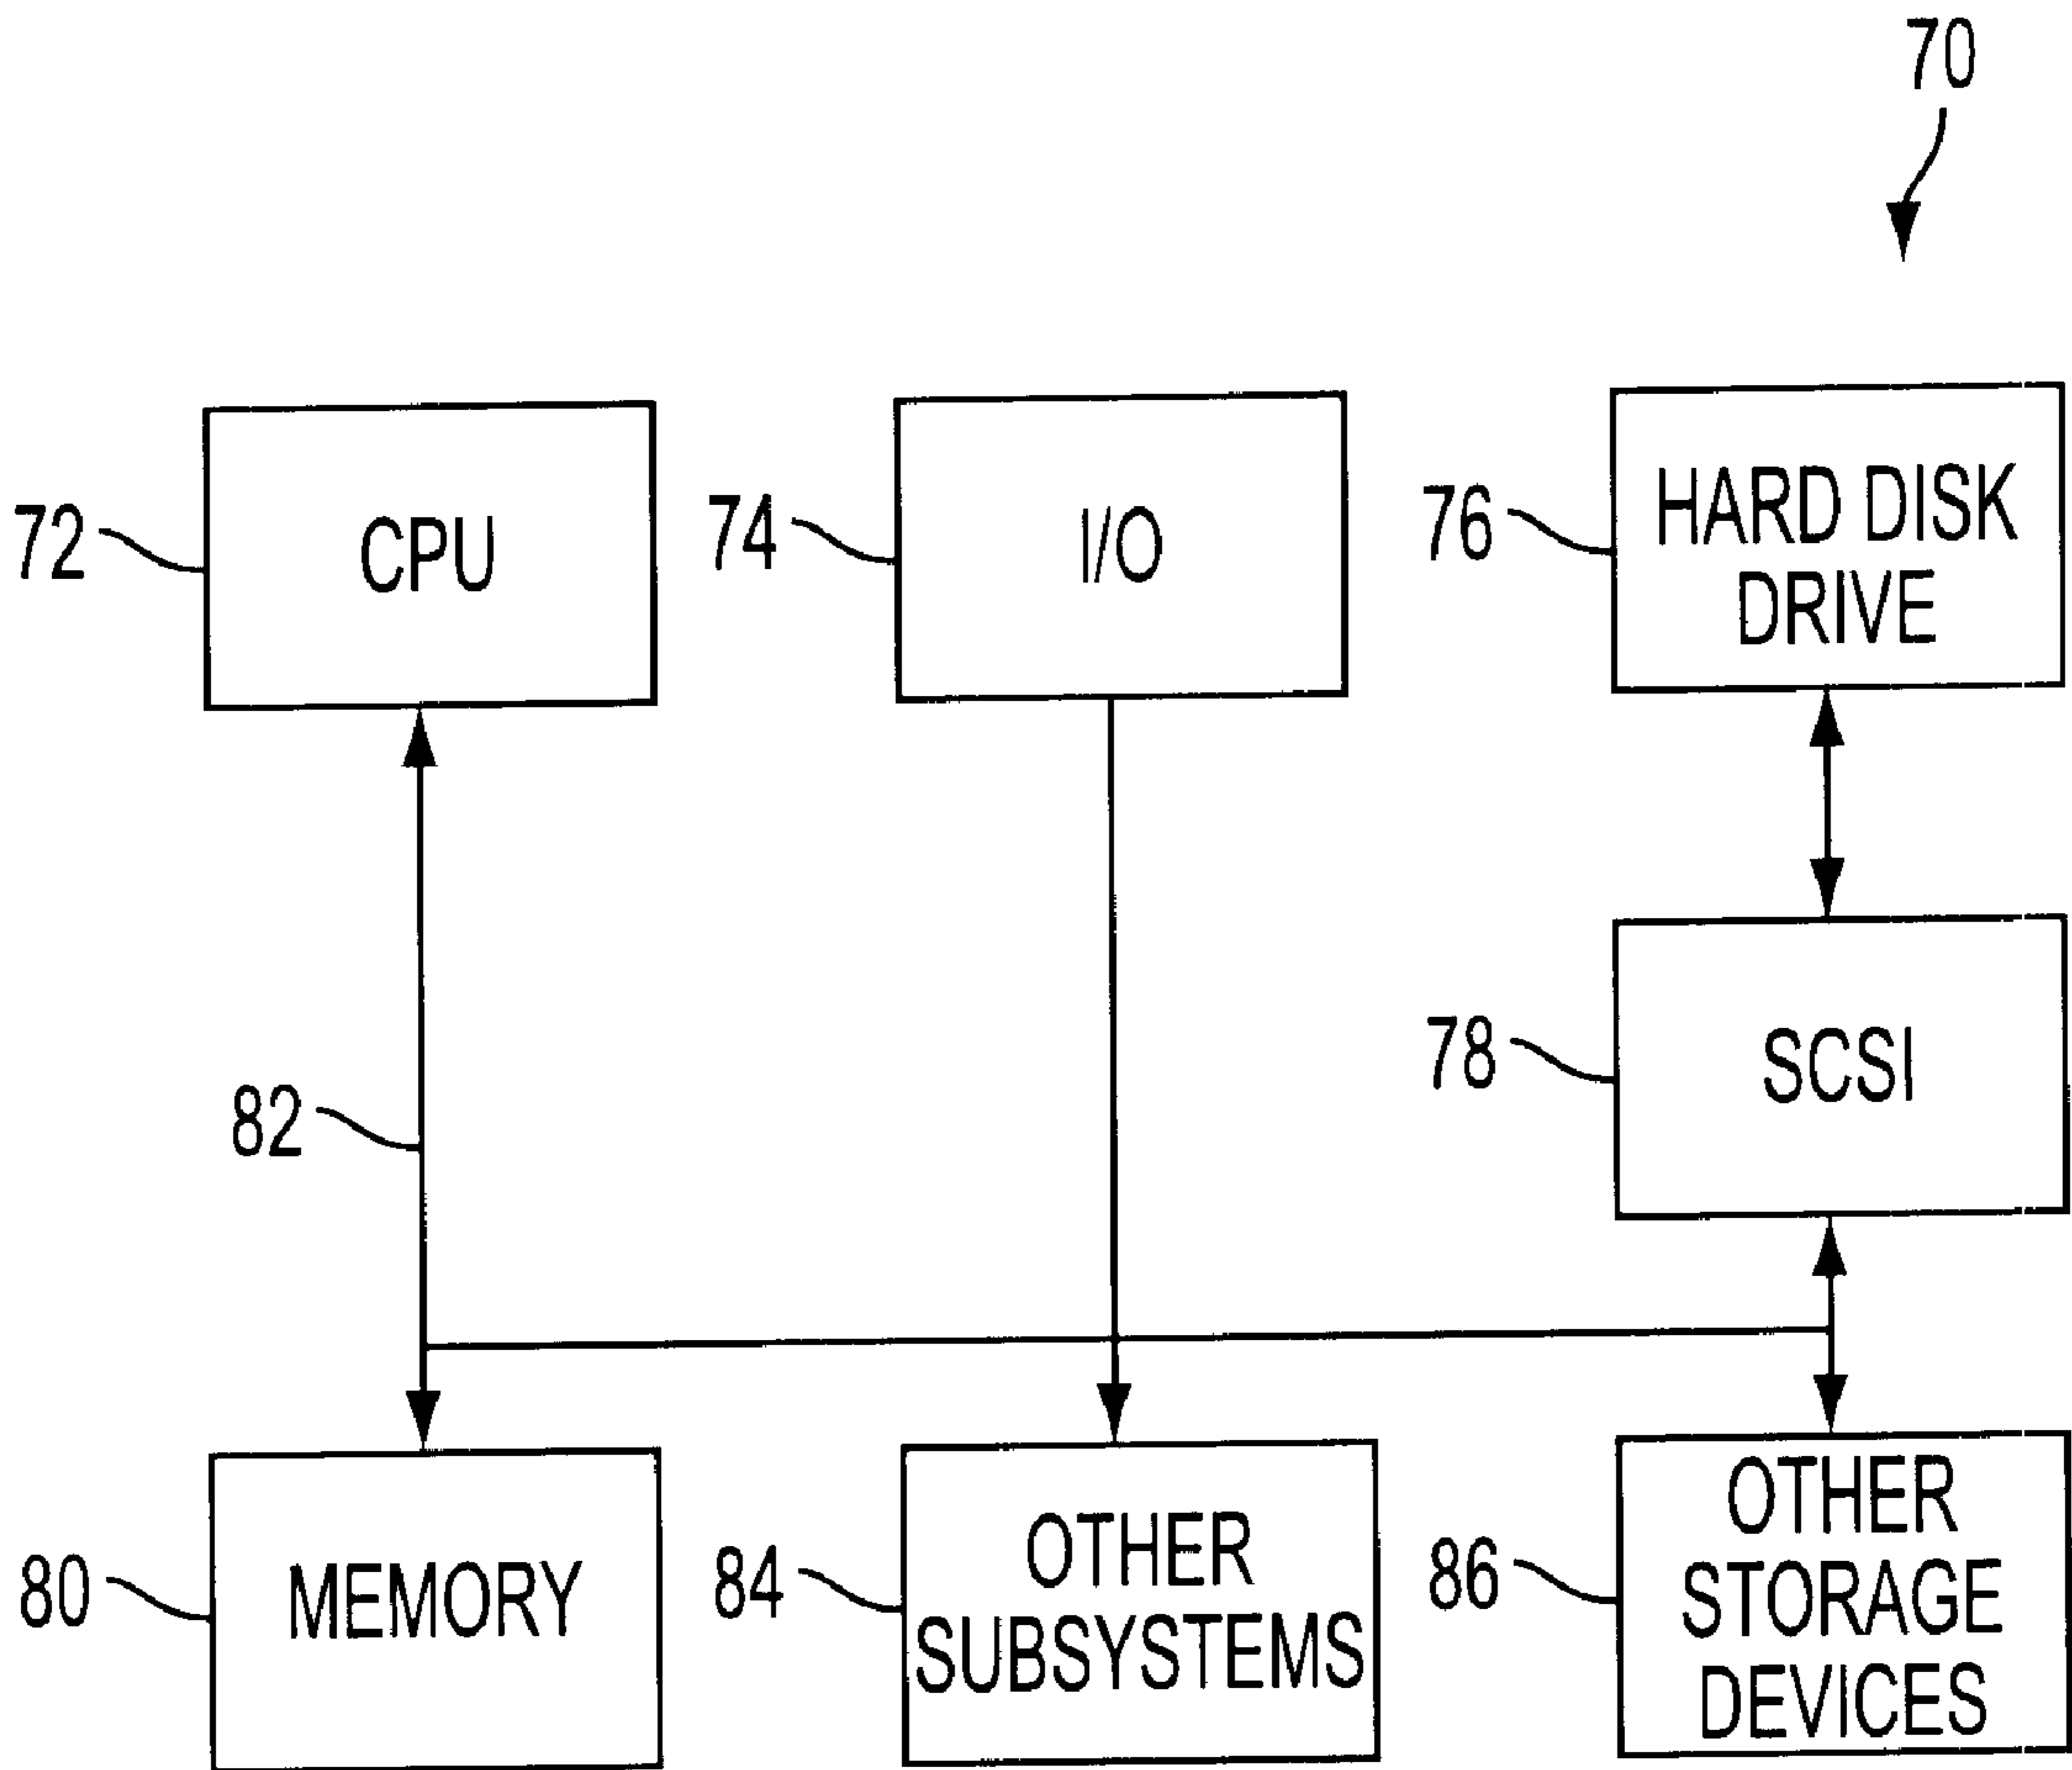 70
72
CPU
74
I/O
76
HARD DISK
DRIVE
78
SCSI
82
80
MEMORY
84
OTHER
SUBSYSTEMS
86
OTHER
STORAGE
DEVICES